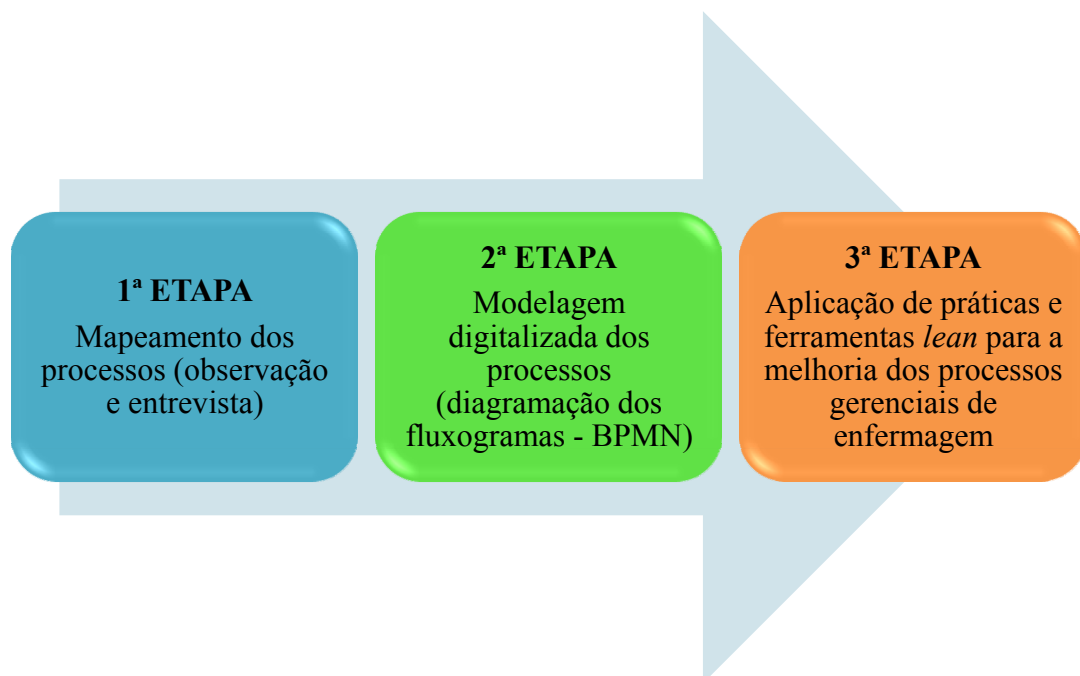 1ª ETAPA
Mapeamento dos
processos (observação
e entrevista)
2ª ETAPA
Modelagem
digitalizada dos
processos
(diagramação dos
fluxogramas - BPMN)
3ª ETAPA
Aplicação de práticas e
ferramentas lean para a
melhoria dos processos
gerenciais de
enfermagem